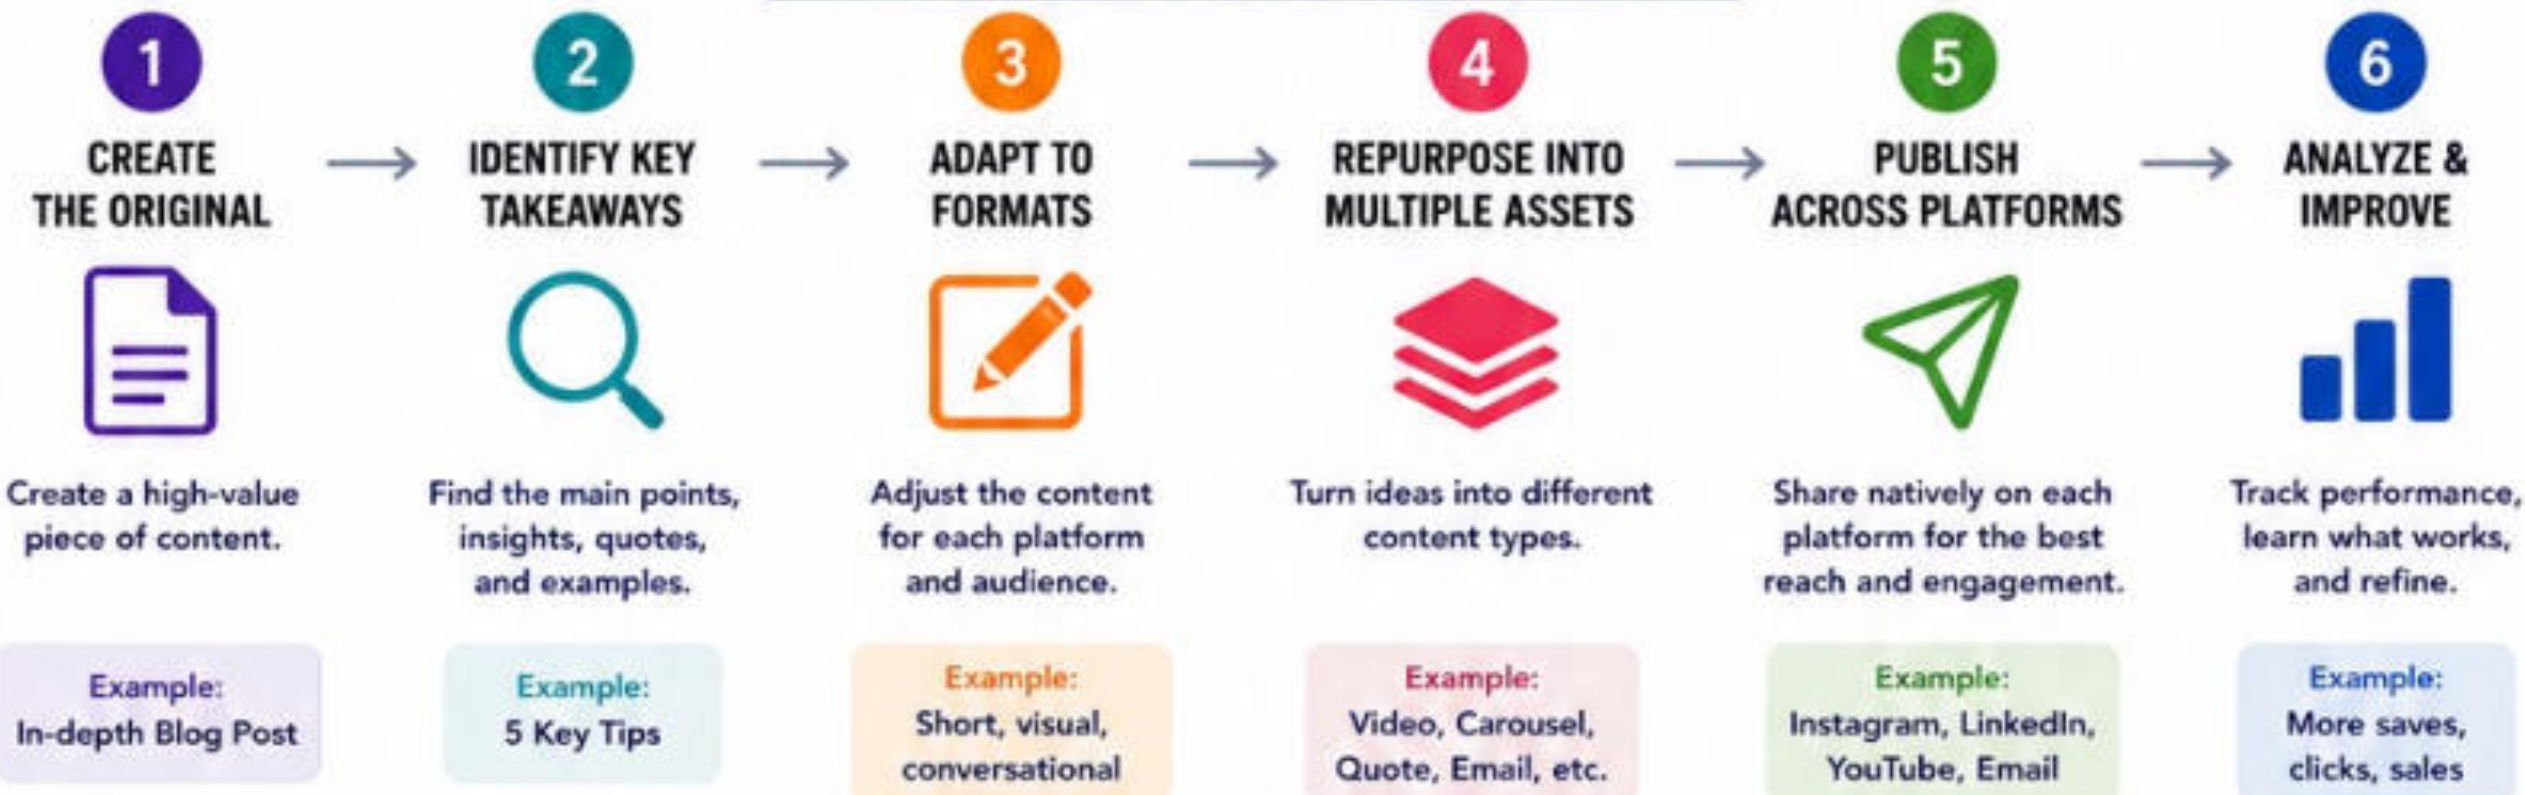 1
CREATE
THE ORIGINAL
Create a high-value
piece of content.
Example:
In-depth Blog Post
2
IDENTIFY KEY
TAKEAWAYS
Find the main points,
insights, quotes,
and examples.
Example:
5 Key Tips
3
ADAPT TO
FORMATS
Adjust the content
for each platform
and audience.
Example:
Short, visual,
conversational
4
REPURPOSE INTO
MULTIPLE ASSETS
Turn ideas into different
content types.
Example:
Video, Carousel,
Quote, Email, etc.
5
PUBLISH
ACROSS PLATFORMS
Share natively on each
platform for the best
reach and engagement.
Example:
Instagram, LinkedIn,
YouTube, Email
6
ANALYZE &
IMPROVE
Track performance,
learn what works,
and refine.
Example:
More saves,
clicks, sales